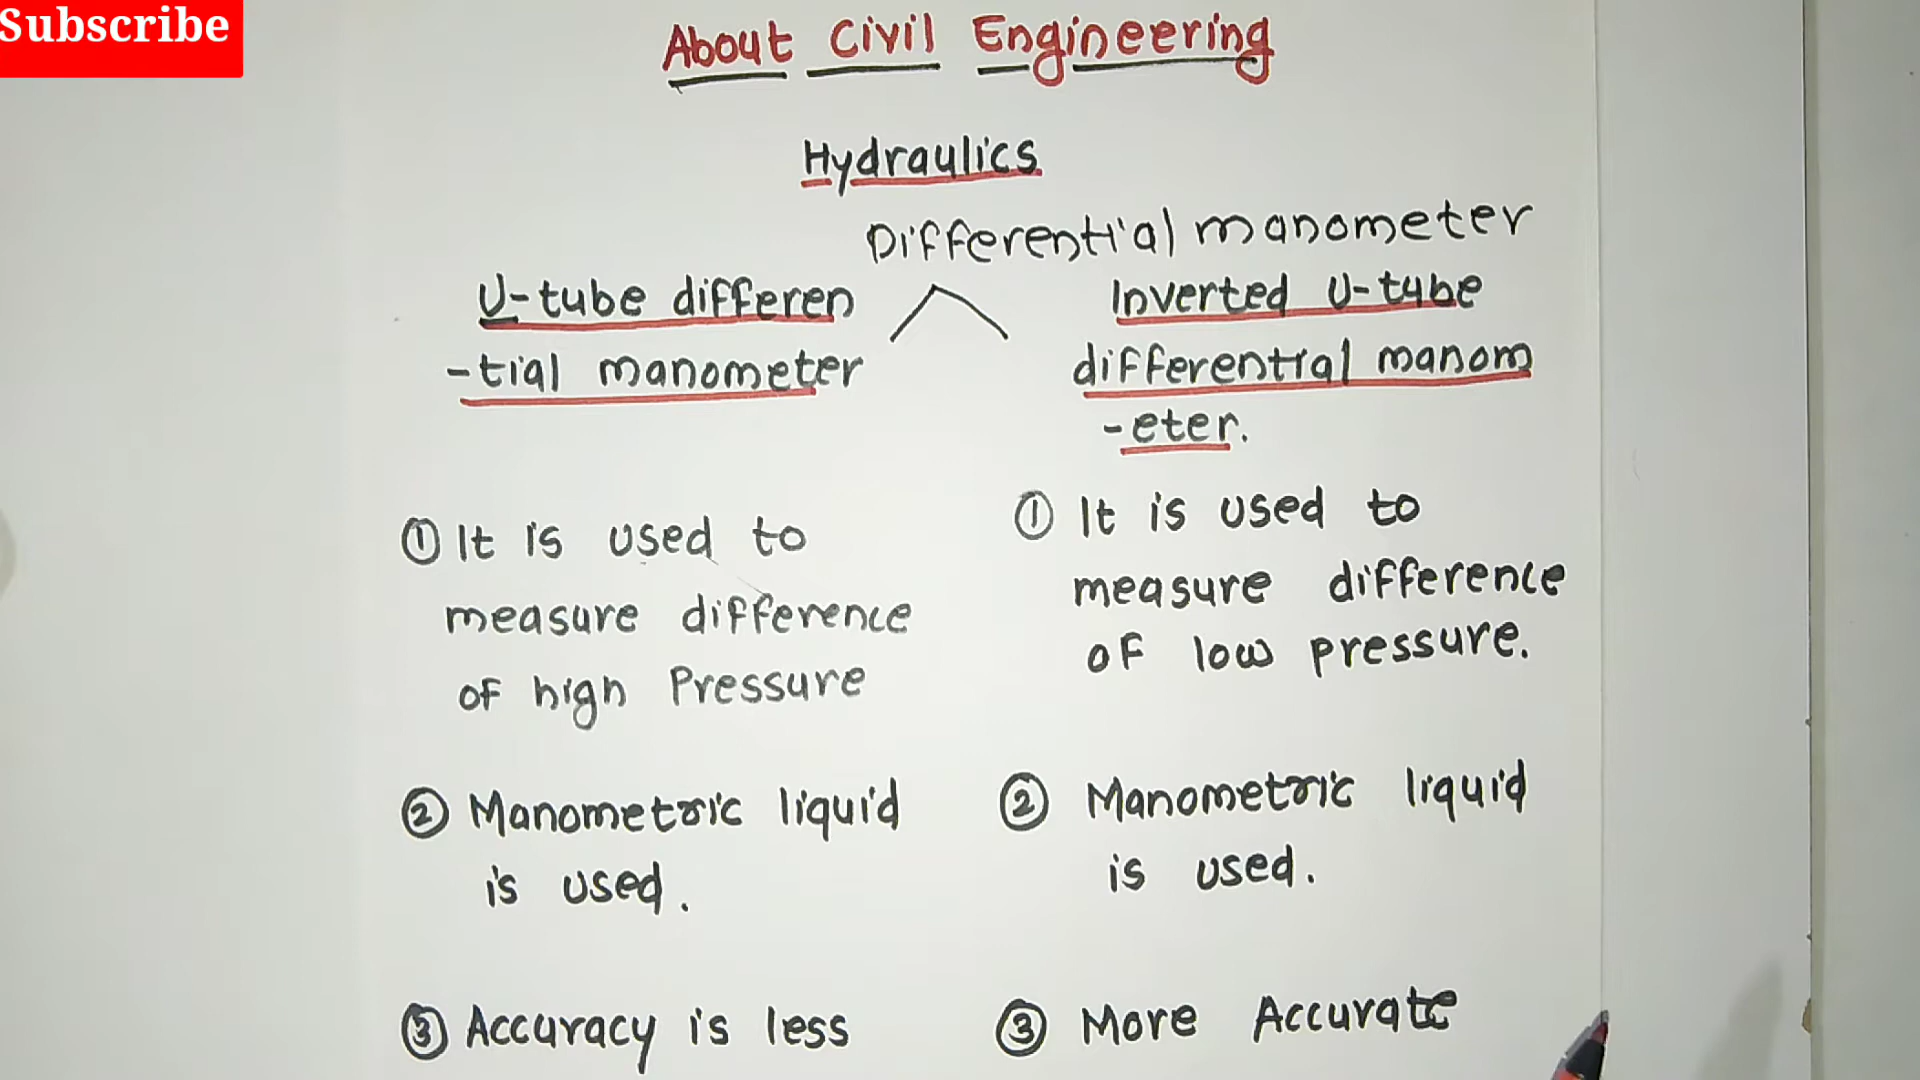 Subscribe
About Civil Engineering
Hydraulics
Differential manometer
U-tube differen
-tial manometer
① It is used to
measure difference
of high Pressure
② Manometric liquid
is used.
③ Accuracy is less
Inverted U-tube
differential manom
-eter.
① It is used to
measure difference
of low pressure.
② Manometric liquid
is used.
③ More Accurate